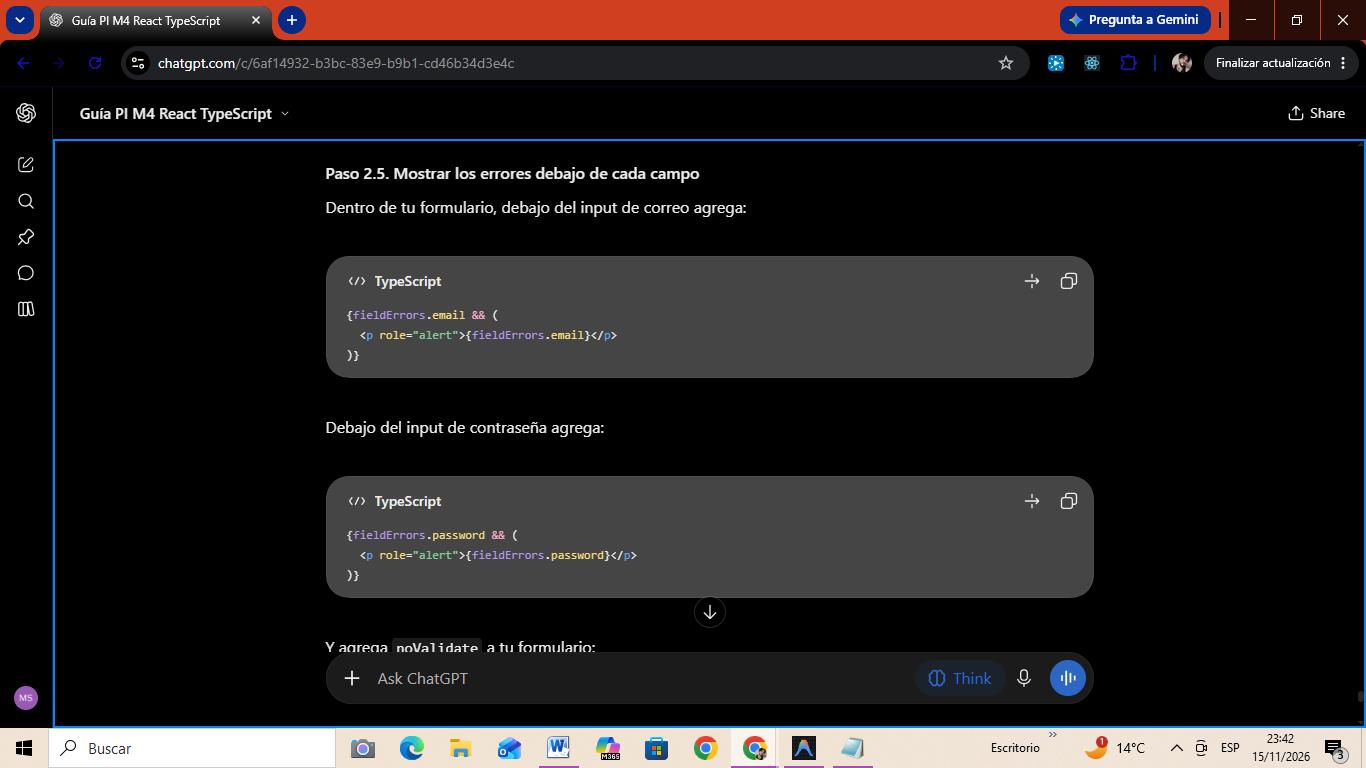 Guía PI M4 React TypeScript
Pregunta a Gemini
chatgpt.com/c/6af14932-b3bc-83e9-b9b1-cd46b34d3e4c
Finalizar actualización
Guía PI M4 React TypeScript
Share
Paso 2.5. Mostrar los errores debajo de cada campo
Dentro de tu formulario, debajo del input de correo agrega:
TypeScript
{fieldErrors.email && (
<p role="alert">{fieldErrors.email}</p>
)}
Debajo del input de contraseña agrega:
TypeScript
{fieldErrors.password && (
<p role="alert">{fieldErrors.password}</p>
)}
Y agrega noValidate a tu formulario:
Ask ChatGPT
Think
MS
Buscar
M365
Escritorio
1
14°C
ESP
23:42
15/11/2026
3